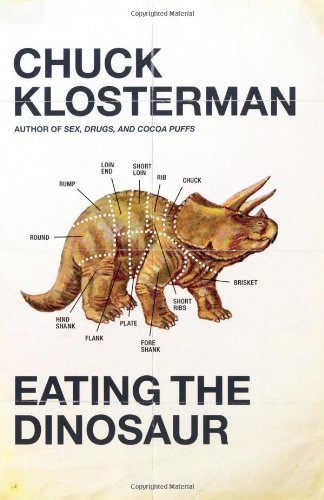 CHUCK
KLOSTERMAN
AUTHOR OF SEX, DRUGS, AND COCOA PUFFS
LOIN
END
SHORT
LOIN
RIB
CHUCK
RUMP
ROUND
BRISKET
SHORT
RIBS
HIND
SHANK
PLATE
FLANK
FORE
SHANK
EATING THE
DINOSAUR